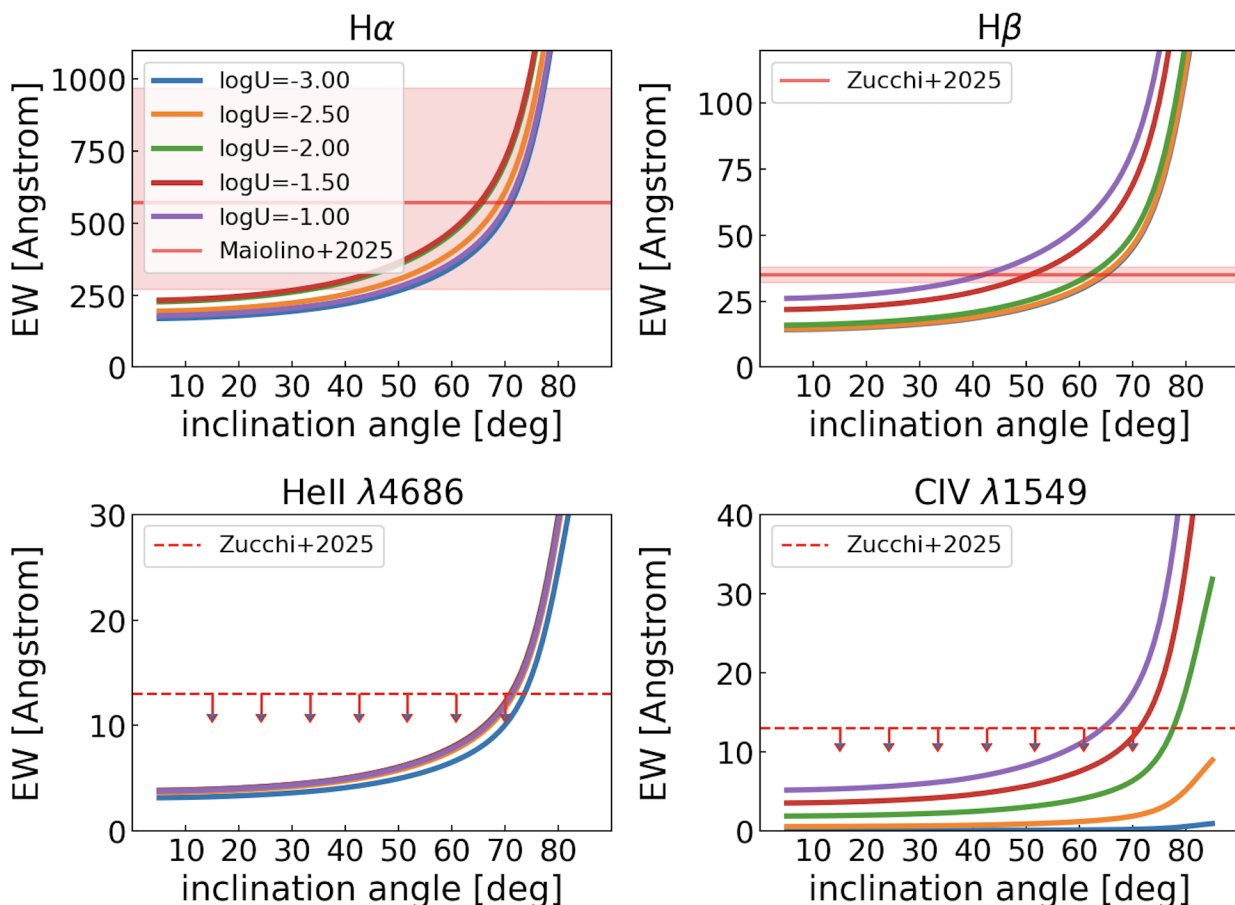 Hα
EW [Angstrom]
1000
750
500
250
0
logU=-3.00
logU=-2.50
logU=-2.00
logU=-1.50
logU=-1.00
Maiolino+2025
10 20 30 40 50 60 70 80
inclination angle [deg]
Hβ
EW [Angstrom]
100
75
50
25
0
Zucchi+2025
10 20 30 40 50 60 70 80
inclination angle [deg]
HeII λ4686
EW [Angstrom]
30
20
10
0
Zucchi+2025
10 20 30 40 50 60 70 80
inclination angle [deg]
CIV λ1549
EW [Angstrom]
40
30
20
10
0
Zucchi+2025
10 20 30 40 50 60 70 80
inclination angle [deg]